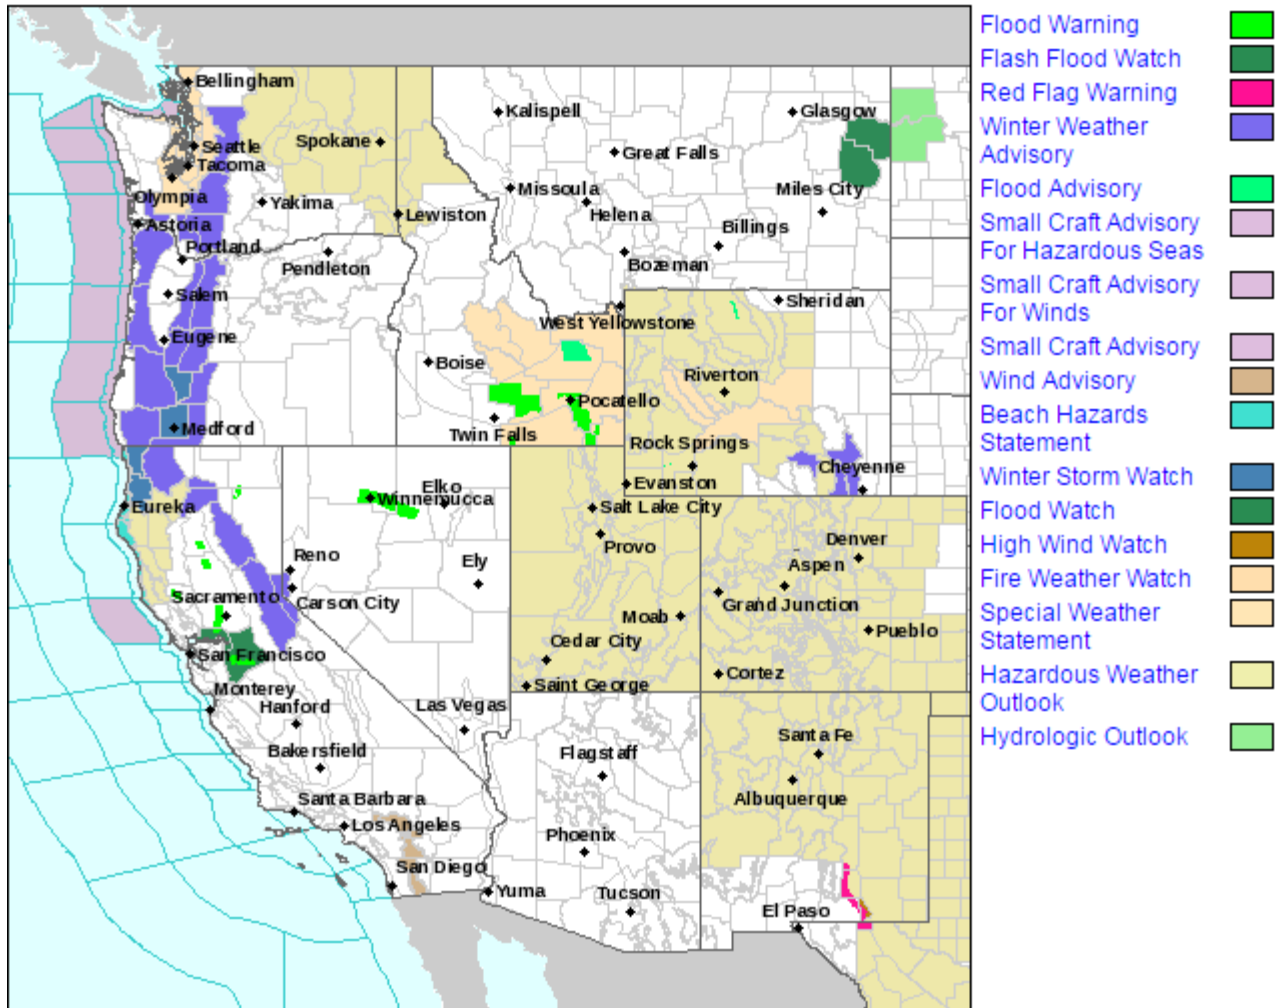 Bellingham
Seattle
Tacoma
Olympia
Astoria
Portland
Salem
Eugene
Medford
Spokane
Yakima
Pendleton
Lewiston
Kalispell
Great Falls
Missoula
Helena
Bozeman
Billings
Miles City
Glasgow
Sheridan
West Yellowstone
Boise
Pocatello
Twin Falls
Riverton
Rock Springs
Evanston
Cheyenne
Eureka
Elko
Winnemucca
Reno
Carson City
Ely
Salt Lake City
Provo
Moab
Cedar City
Saint George
Denver
Aspen
Grand Junction
Pueblo
Cortez
Sacramento
San Francisco
Monterey
Hanford
Bakersfield
Las Vegas
Santa Barbara
Los Angeles
San Diego
Yuma
Flagstaff
Phoenix
Tucson
Santa Fe
Albuquerque
El Paso
Flood Warning
Flash Flood Watch
Red Flag Warning
Winter Weather
Advisory
Flood Advisory
Small Craft Advisory
For Hazardous Seas
Small Craft Advisory
For Winds
Small Craft Advisory
Wind Advisory
Beach Hazards
Statement
Winter Storm Watch
Flood Watch
High Wind Watch
Fire Weather Watch
Special Weather
Statement
Hazardous Weather
Outlook
Hydrologic Outlook